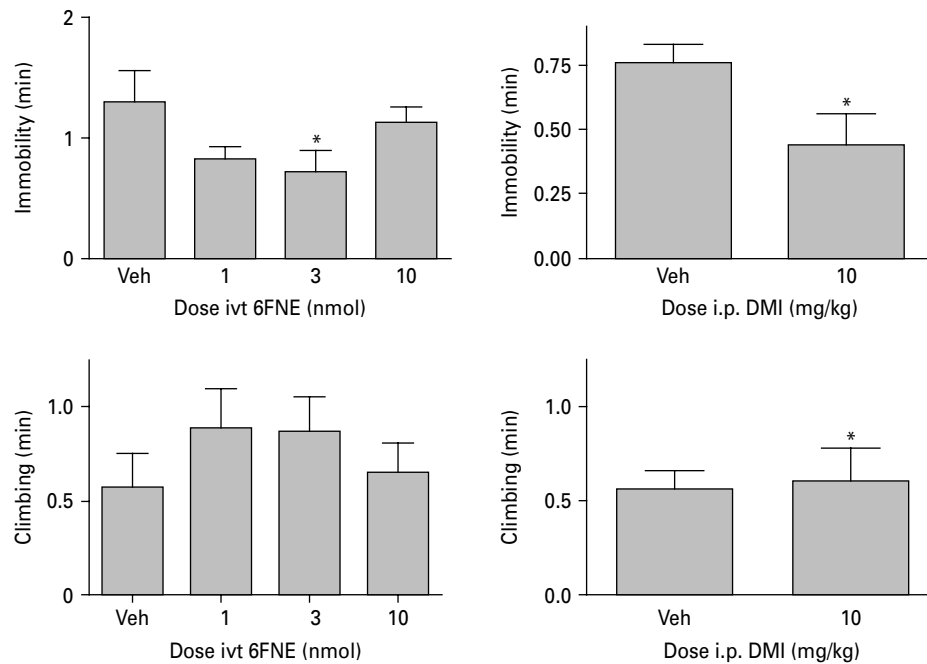 2
1
0
Immobility (min)
*
Veh 1 3 10
Dose ivt 6FNE (nmol)
0.75
0.50
0.25
0.00
Immobility (min)
*
Veh 10
Dose i.p. DMI (mg/kg)
1.0
0.5
0
Climbing (min)
Veh 1 3 10
Dose ivt 6FNE (nmol)
1.0
0.5
0.0
Climbing (min)
*
Veh 10
Dose i.p. DMI (mg/kg)